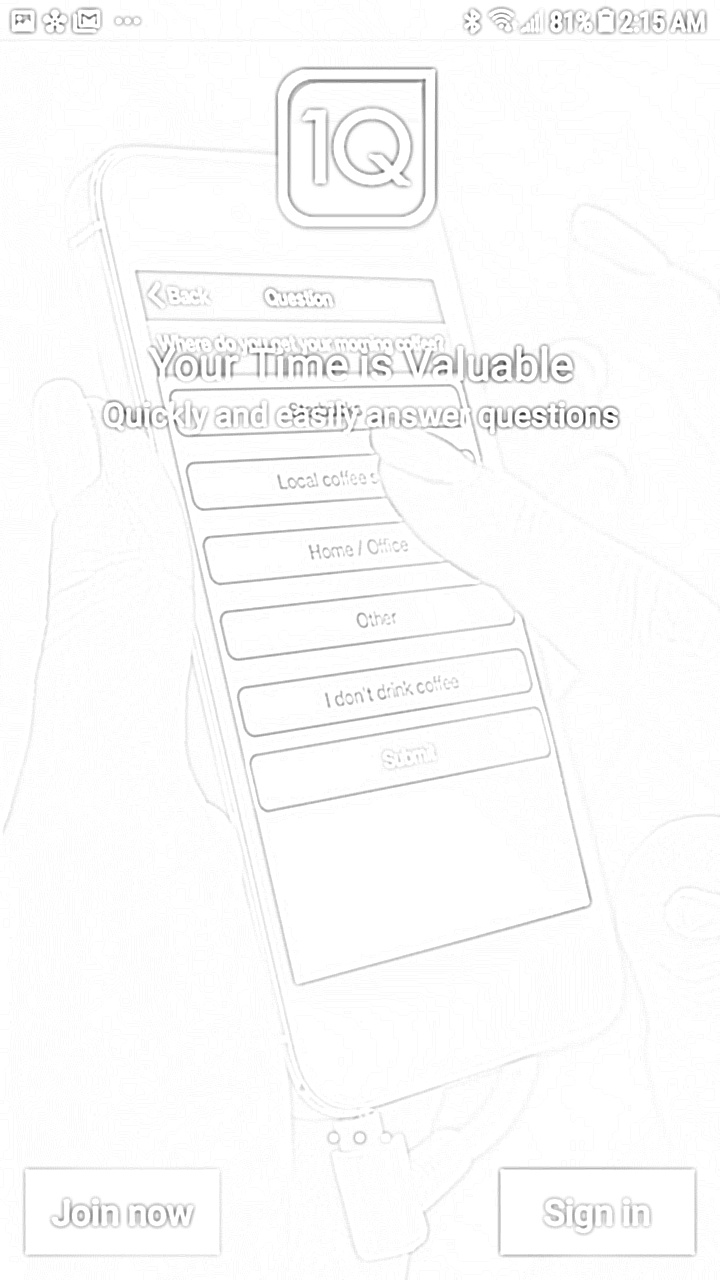 81% 2:15 AM
1Q
Back Question
Where do you get your morning coffee?
Your Time is Valuable
Quickly and easily answer questions
Local coffee
Home / Office
Other
I don't drink coffee
Submit
Join now Sign in